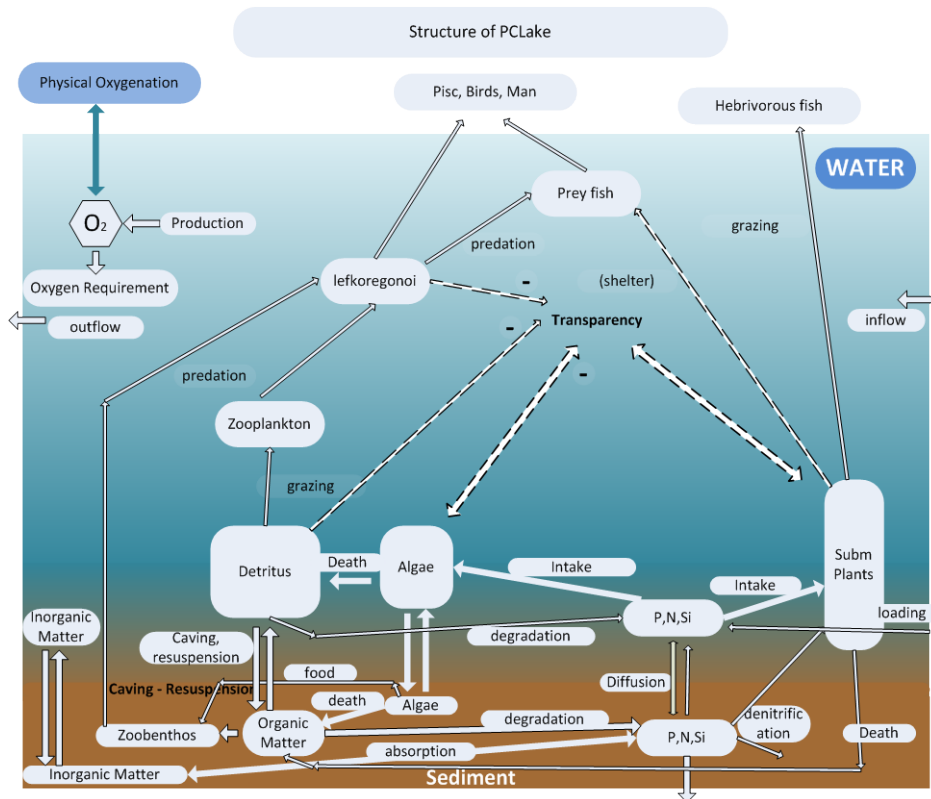 Structure of PCLake
Physical Oxygenation
Pisc, Birds, Man
Hebrivorous fish
WATER
Prey fish
O2
Production
grazing
predation
Oxygen Requirement
lefkoregonoi
-
(shelter)
outflow
-
Transparency
inflow
predation
-
Zooplankton
grazing
Detritus
Death
Algae
Intake
Subm
Plants
Intake
Inorganic
Matter
P,N,Si
loading
Caving,
resuspension
degradation
food
Diffusion
Caving - Resuspension
death
Algae
Zoobenthos
Organic
Matter
degradation
P,N,Si
denitrific
ation
Death
absorption
Inorganic Matter
Sediment